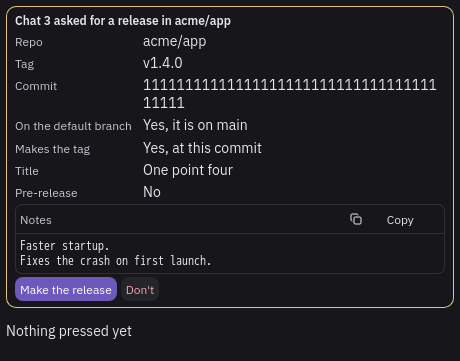 Chat 3 asked for a release in acme/app
Repo acme/app
Tag v1.4.0
Commit 11111111111111111111111111111111111
11111
On the default branch Yes, it is on main
Makes the tag Yes, at this commit
Title One point four
Pre-release No
Notes Copy
Faster startup.
Fixes the crash on first launch.
Make the release Don't
Nothing pressed yet